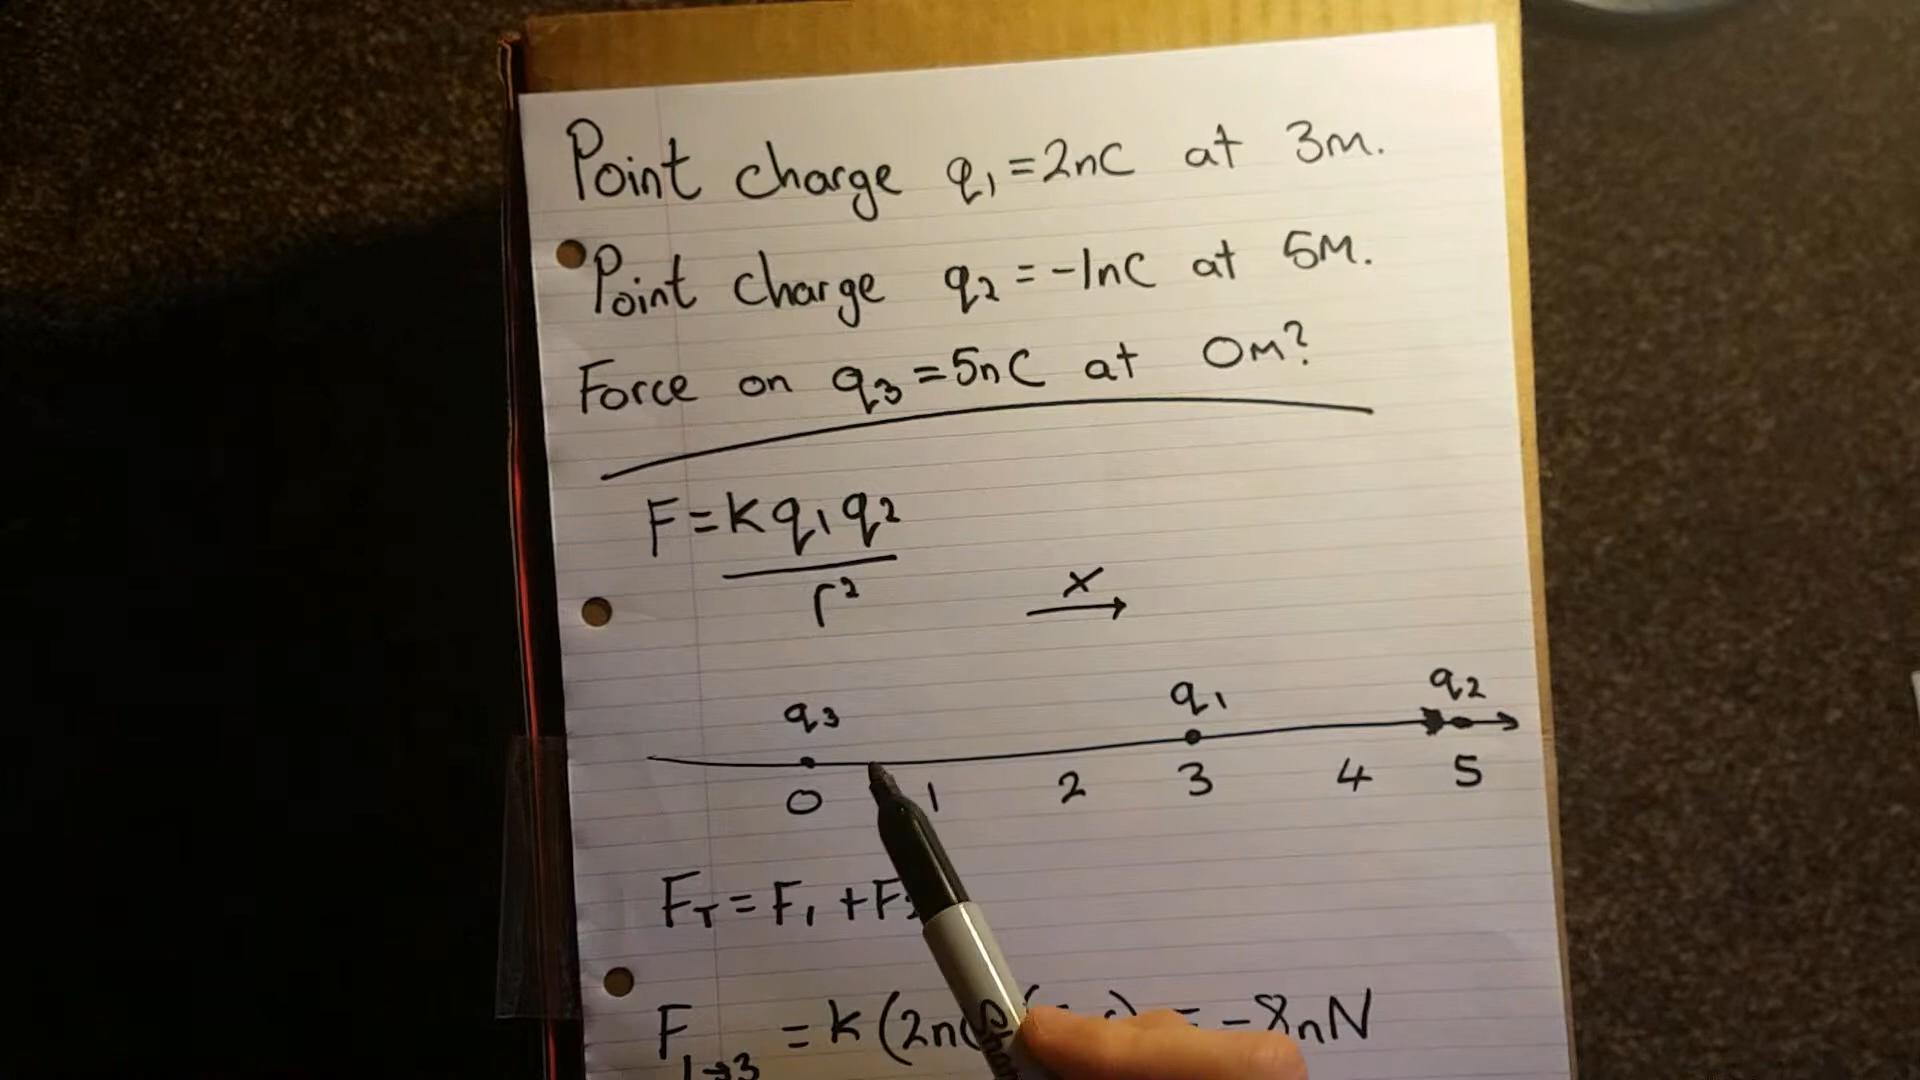 Point charge q₁=2nC at 3m.
Point charge q₂ = -1nC at 5m.
Force on q₃=5nC at 0m?
F=kq₁q₂
r²
x
q₃ q₁ q₂
0 1 2 3 4 5
F_T = F₁ + F
F₁→₃ = k(2nC = -8nN